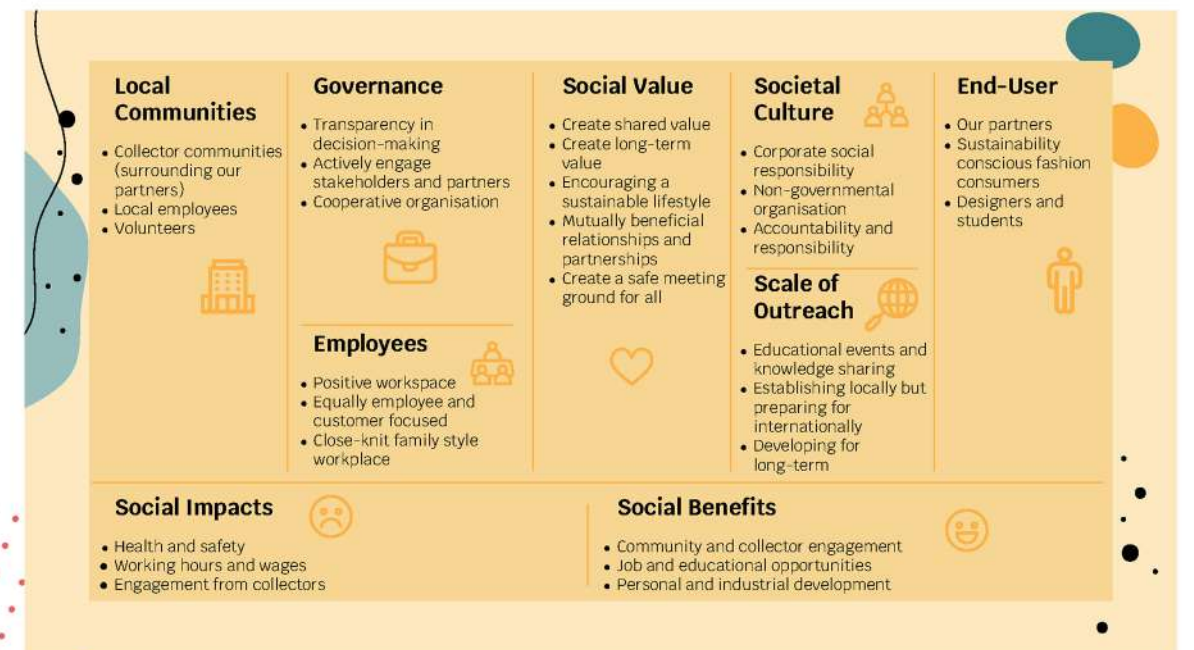 Local
Communities
• Collector communities
(surrounding our
partners)
• Local employees
• Volunteers
Governance
• Transparency in
decision-making
• Actively engage
stakeholders and partners
• Cooperative organisation
Employees
• Positive workspace
• Equally employee and
customer focused
• Close-knit family style
workplace
Social Value
• Create shared value
• Create long-term
value
• Encouraging a
sustainable lifestyle
• Mutually beneficial
relationships and
partnerships
• Create a safe meeting
ground for all
Societal
Culture
• Corporate social
responsibility
• Non-governmental
organisation
• Accountability and
responsibility
Scale of
Outreach
• Educational events and
knowledge sharing
• Establishing locally but
preparing for
internationally
• Developing for
long-term
End-User
• Our partners
• Sustainability
conscious fashion
consumers
• Designers and
students
Social Impacts
• Health and safety
• Working hours and wages
• Engagement from collectors
Social Benefits
• Community and collector engagement
• Job and educational opportunities
• Personal and industrial development